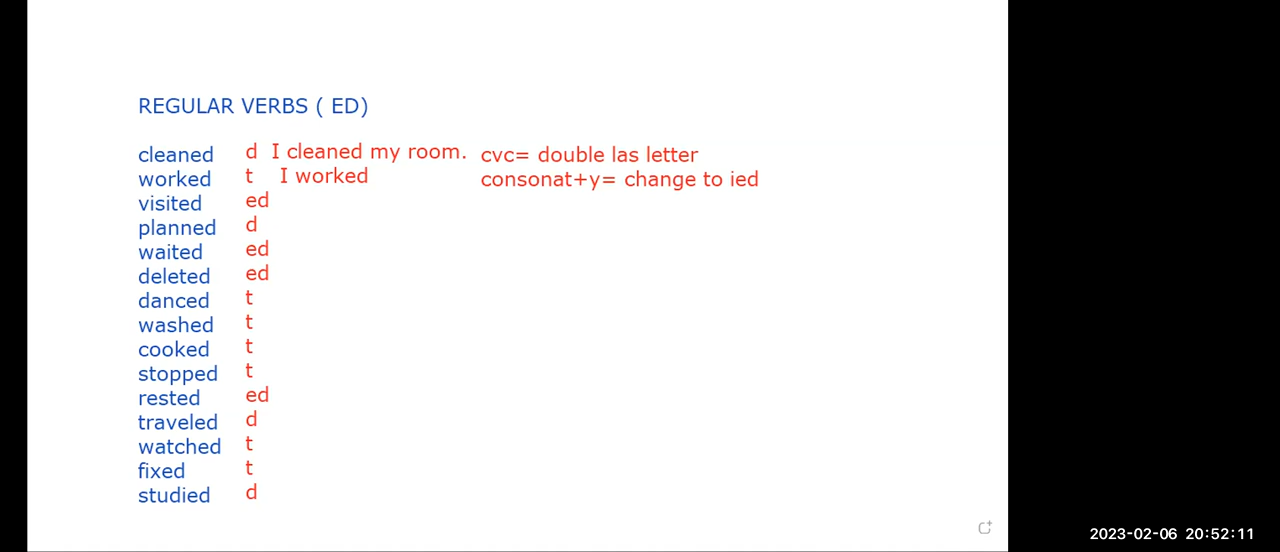 REGULAR VERBS ( ED)
cleaned d I cleaned my room. cvc= double las letter
worked t I worked consonat+y= change to ied
visited ed
planned d
waited ed
deleted ed
danced t
washed t
cooked t
stopped t
rested ed
traveled d
watched t
fixed t
studied d
2023-02-06 20:52:11